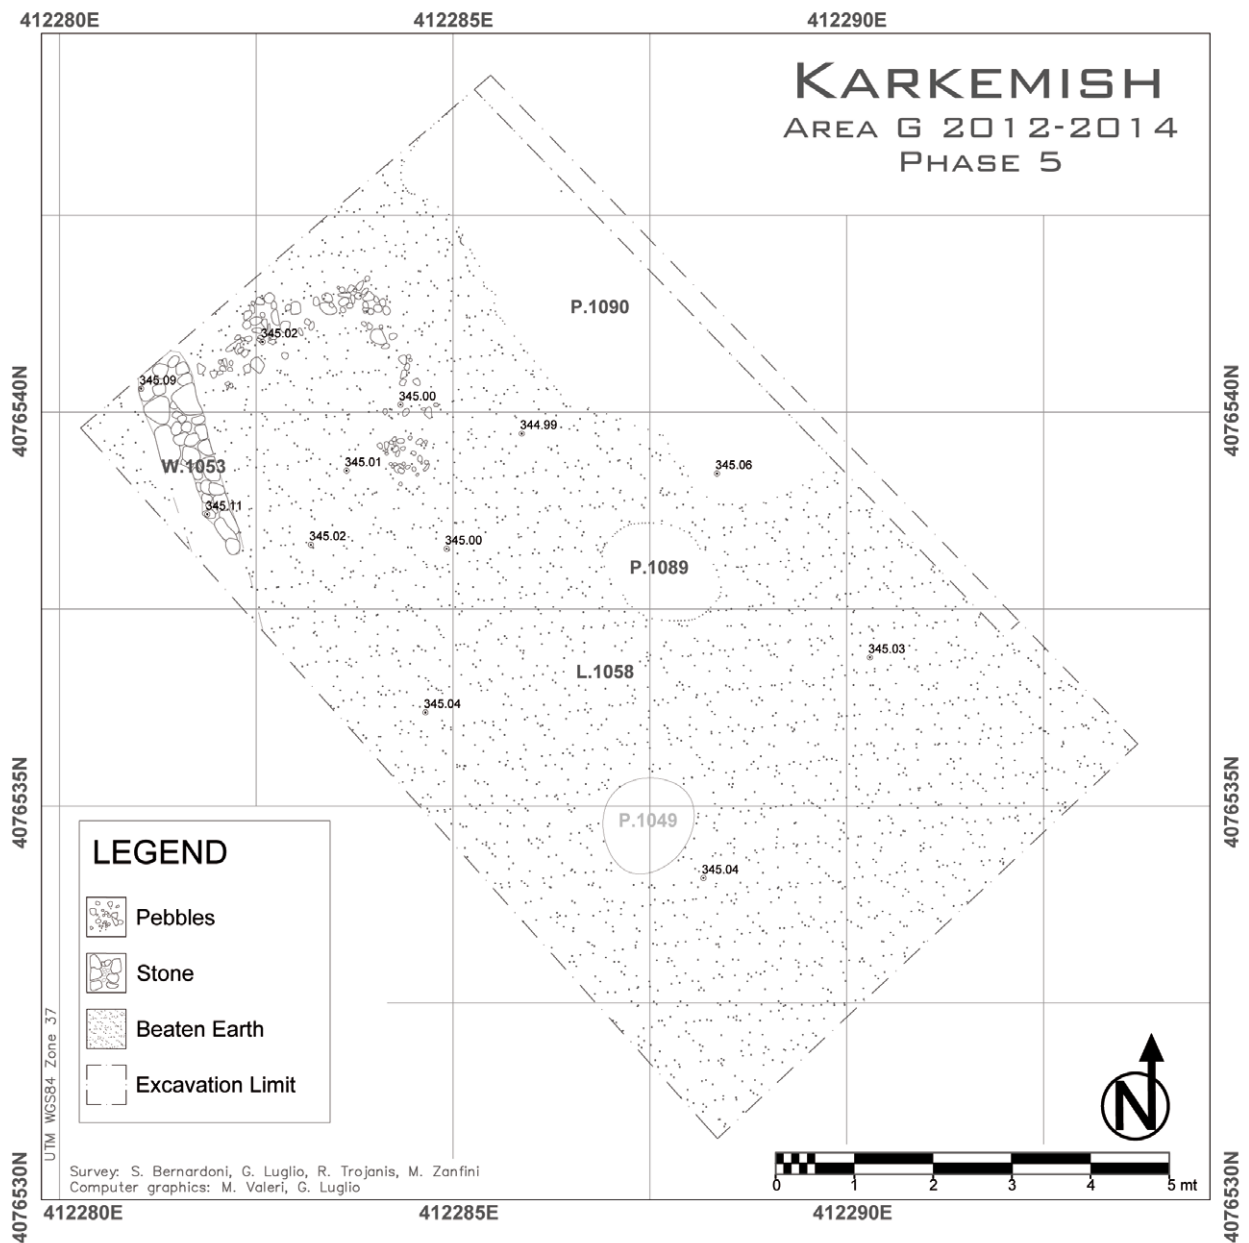 412280E 412285E 412290E
KARKEMISH
AREA G 2012-2014
PHASE 5
P.1090
345.02
345.09
345.00
4076540N 4076540N
344.99
345.01
345.06
W.1053
345.11
345.02
345.00
P.1089
345.03
L.1058
345.04
4076535N 4076535N
P.1049
345.04
LEGEND
Pebbles
Stone
Beaten Earth
Excavation Limit
UTM WGS84 Zone 37
N
Survey: S. Bernardoni, G. Luglio, R. Trojanis, M. Zanfini
Computer graphics: M. Valeri, G. Luglio
0 1 2 3 4 5 mt
4076530N 4076530N
412280E 412285E 412290E